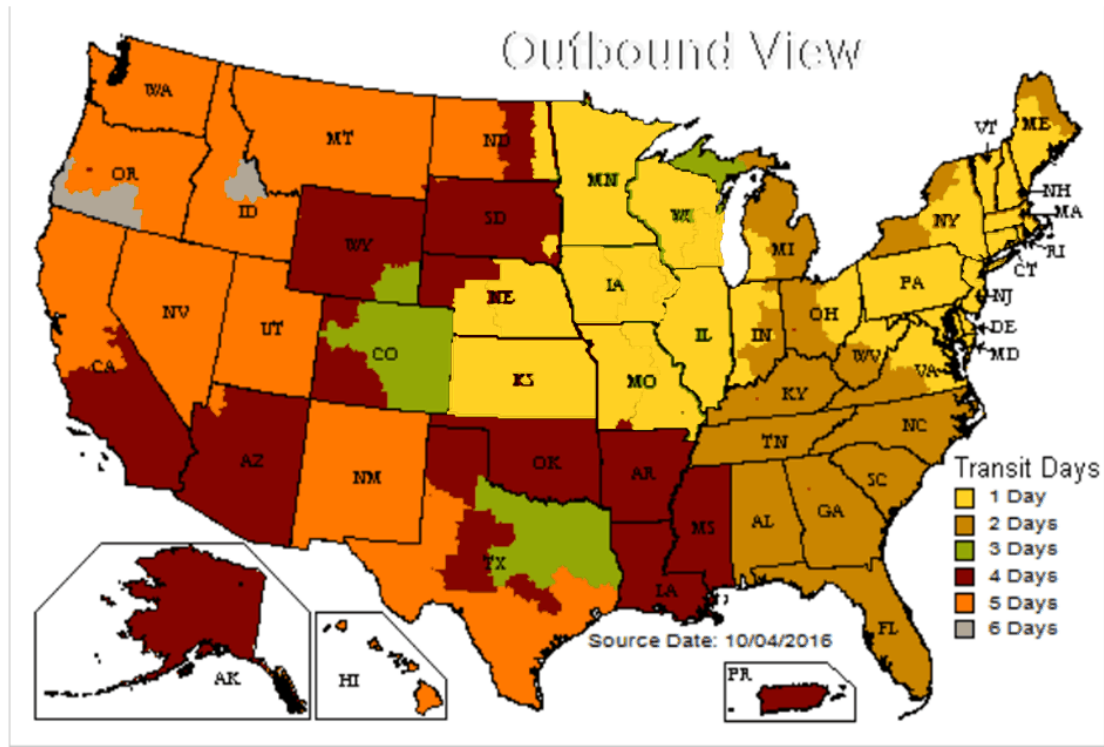 Outbound View
WA
MT
ND
MN
VT
ME
OR
ID
SD
WI
NH
MA
NY
WY
MI
RI
CT
IA
NE
PA
NV
UT
NJ
OH
IL
IN
CO
DE
WV
MD
CA
KS
MO
VA
KY
NC
TN
AZ
OK
AR
NM
SC
Transit Days
1 Day
MS
AL
GA
2 Days
3 Days
TX
4 Days
LA
5 Days
FL
6 Days
Source Date: 10/04/2016
AK
HI
PR